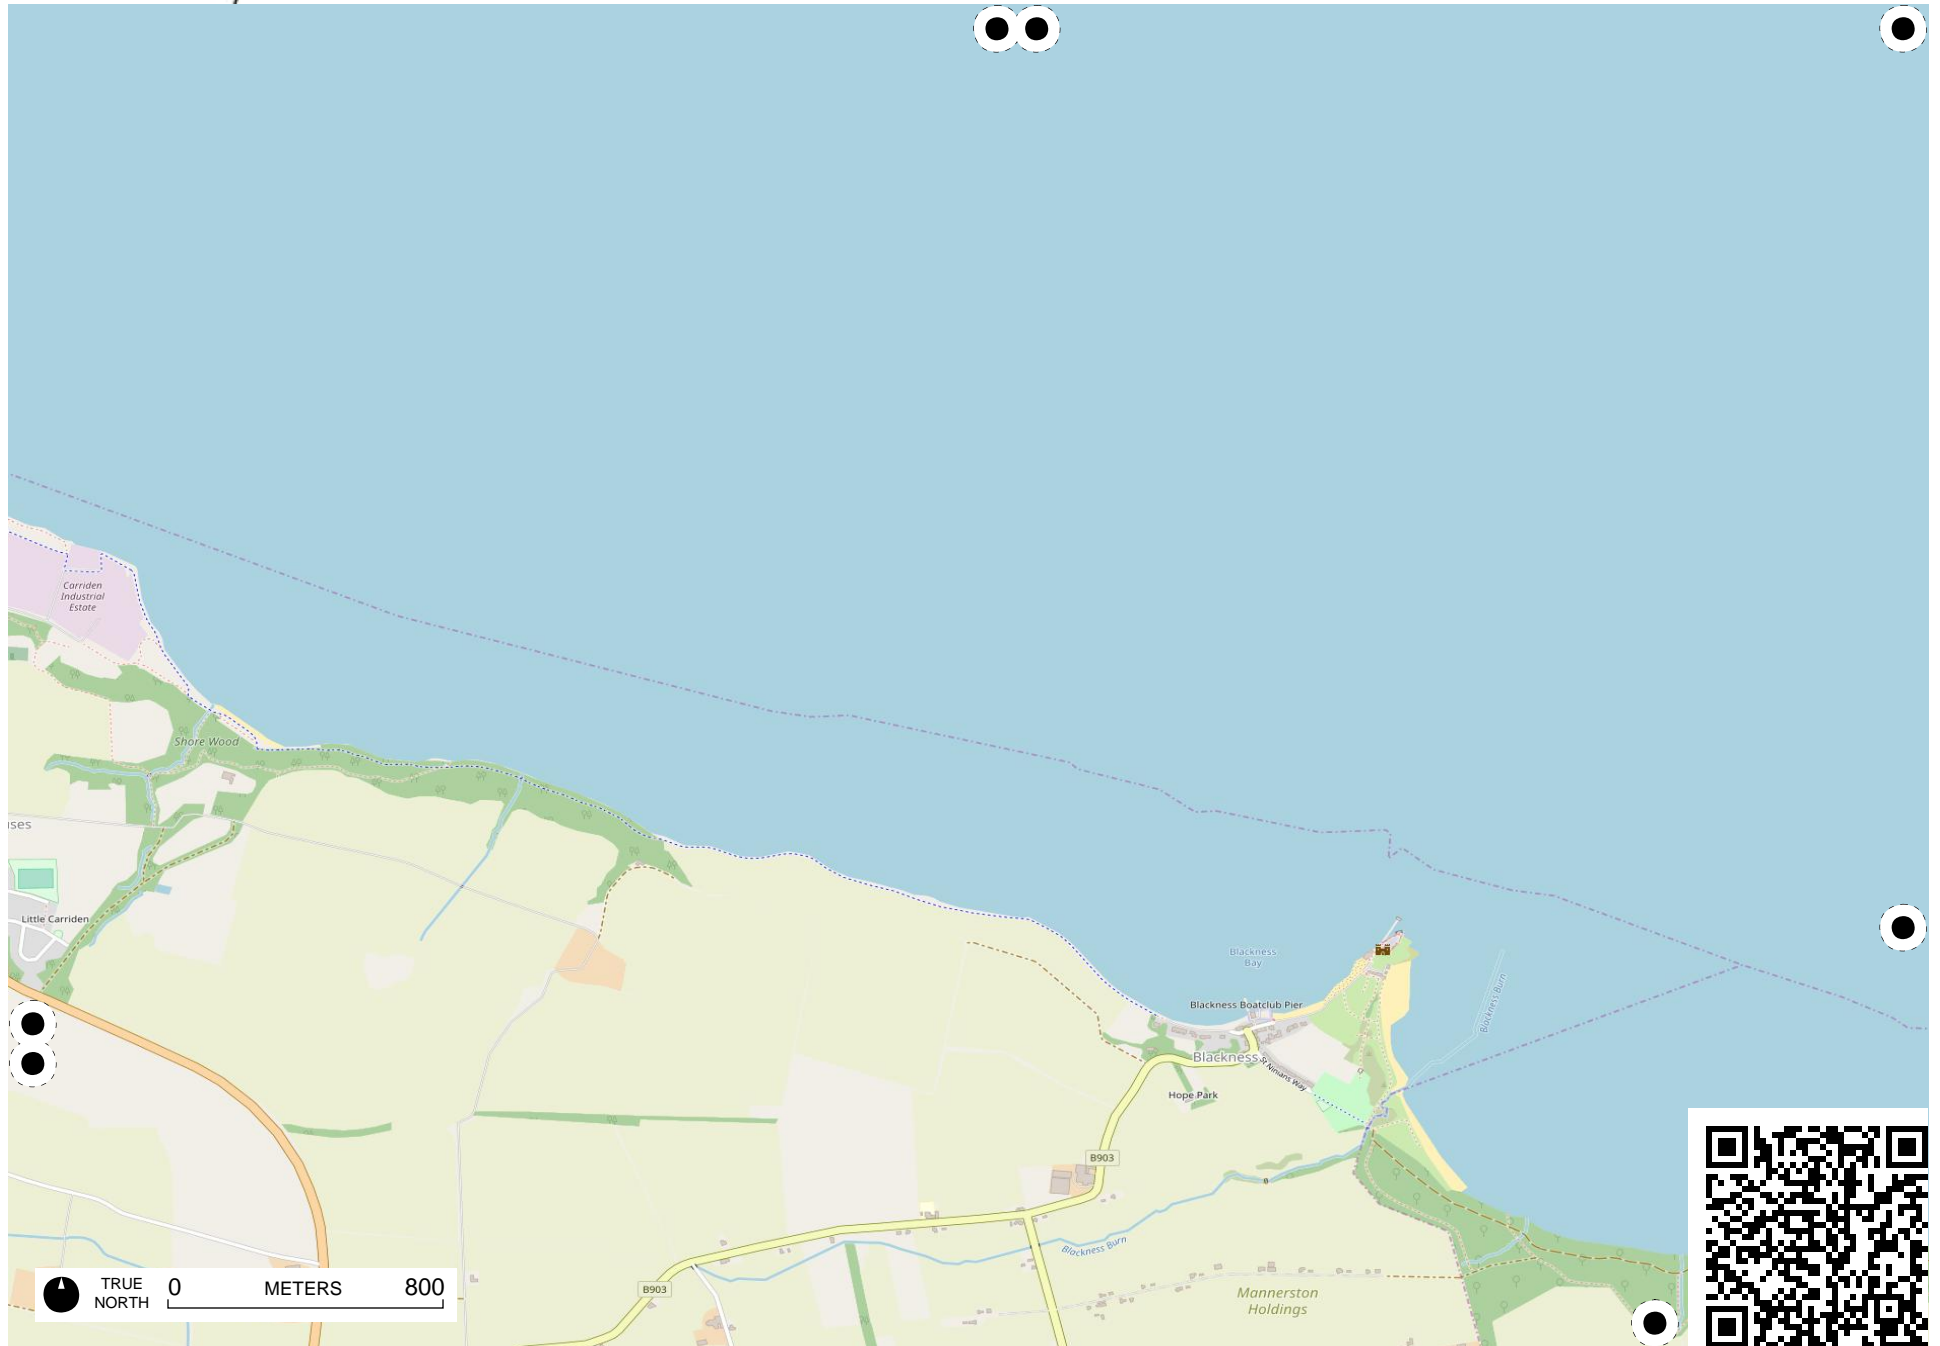 Carriden
Industrial
Estate
Shore Wood
uses
Little Carriden
Blackness
Bay
Blackness Boatclub Pier
Blackness Burn
Blackness
St Ninians Way
Hope Park
B903
Blackness Burn
B903
Mannerston
Holdings
TRUE
NORTH
0 METERS 800